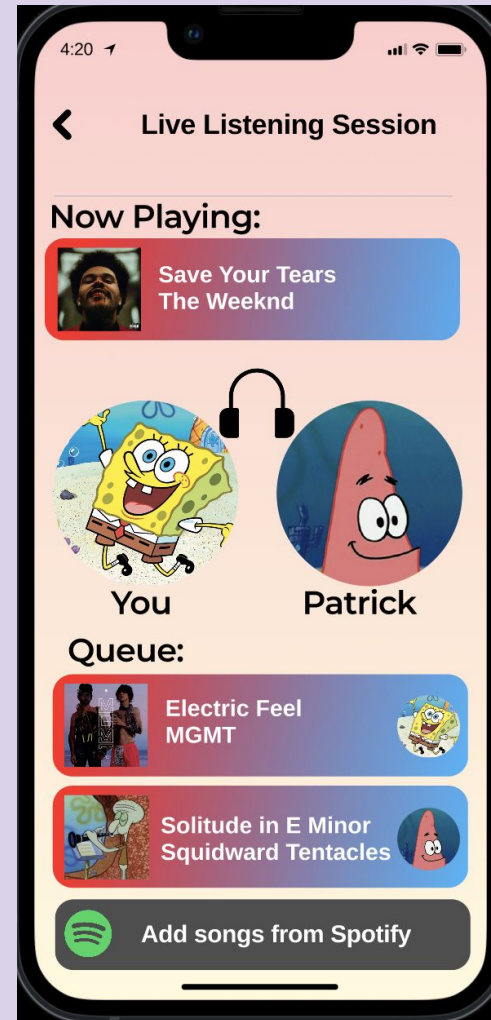 4:20
Live Listening Session
Now Playing:
Save Your Tears
The Weeknd
You
Patrick
Queue:
Electric Feel
MGMT
Solitude in E Minor
Squidward Tentacles
Add songs from Spotify